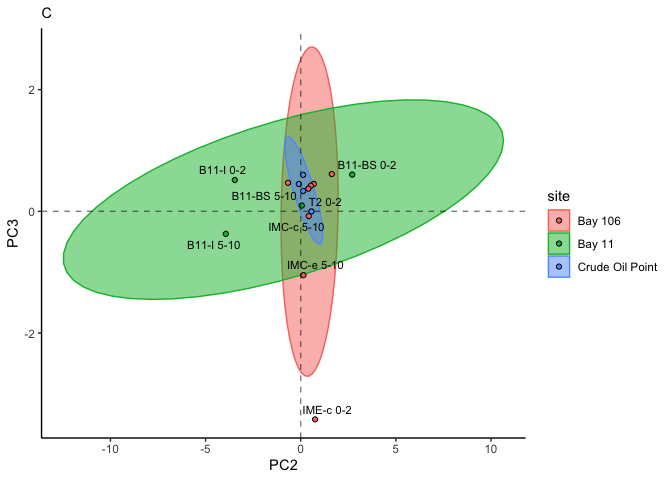 C
PC3
2
0
-2
B11-I 0-2
B11-BS 0-2
B11-BS 5-10
T2 0-2
IMC-c 5-10
B11-I 5-10
IMC-e 5-10
IME-c 0-2
-10
-5
0
5
10
PC2
site
Bay 106
Bay 11
Crude Oil Point